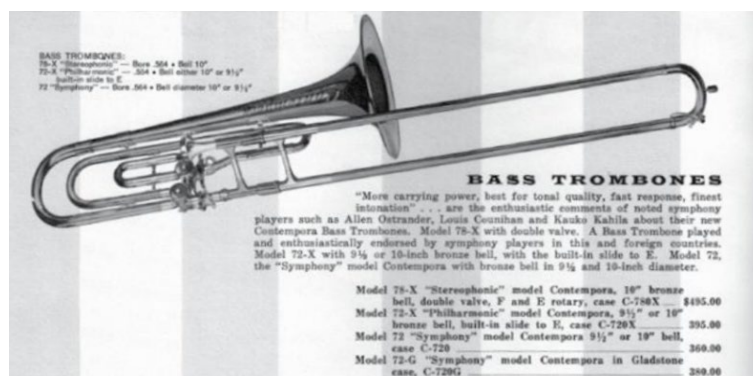 BASS TROMBONES:
78-X "Stereophonic" — Bore .564 • Bell 10"
72-X "Philharmonic" — .564 • Bell either 10" or 9½"
built-in slide to E
72 "Symphony" — Bore .564 • Bell diameter 10" or 9½"
BASS TROMBONES
"More carrying power, best for tonal quality, fast response, finest
intonation" . . . are the enthusiastic comments of noted symphony
players such as Allen Ostrander, Louis Counihan and Kauko Kahila about their new
Contempora Bass Trombones. Model 78-X with double valve. A Bass Trombone played
and enthusiastically endorsed by symphony players in this and foreign countries.
Model 72-X with 9½ or 10-inch bronze bell, with the built-in slide to E. Model 72,
the "Symphony" model Contempora with bronze bell in 9½ and 10-inch diameter.
Model 78-X "Stereophonic" model Contempora, 10" bronze
bell, double valve, F and E rotary, case C-780X $495.00
Model 72-X "Philharmonic" model Contempora, 9½" or 10"
bronze bell, built-in slide to E, case C-720X 395.00
Model 72 "Symphony" model Contempora 9½" or 10" bell,
case C-720 360.00
Model 72-G "Symphony" model Contempora in Gladstone
case, C-720G 380.00